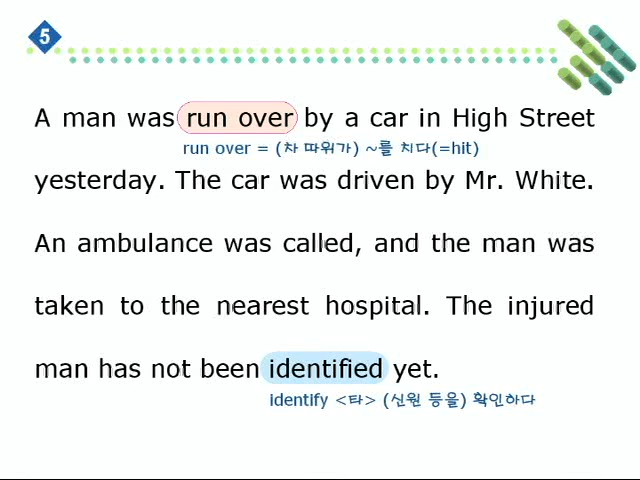 5
A man was run over by a car in High Street
run over = (차 따위가) ~를 치다(=hit)
yesterday. The car was driven by Mr. White.
An ambulance was called, and the man was
taken to the nearest hospital. The injured
man has not been identified yet.
identify <타> (신원 등을) 확인하다